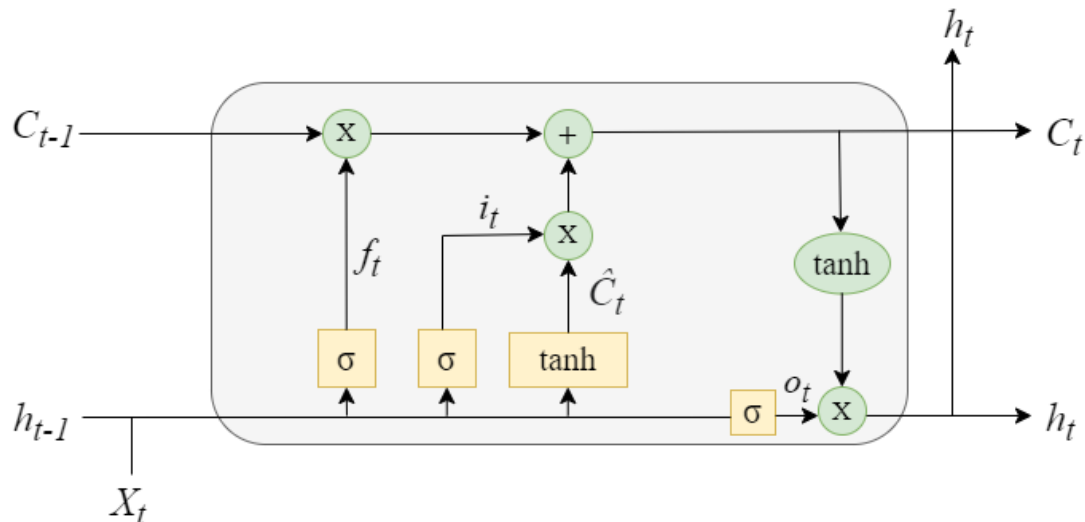 h_t
C_{t-1}
x
+
C_t
i_t
x
f_t
Ĉ_t
tanh
σ
σ
tanh
h_{t-1}
σ
o_t
x
h_t
X_t